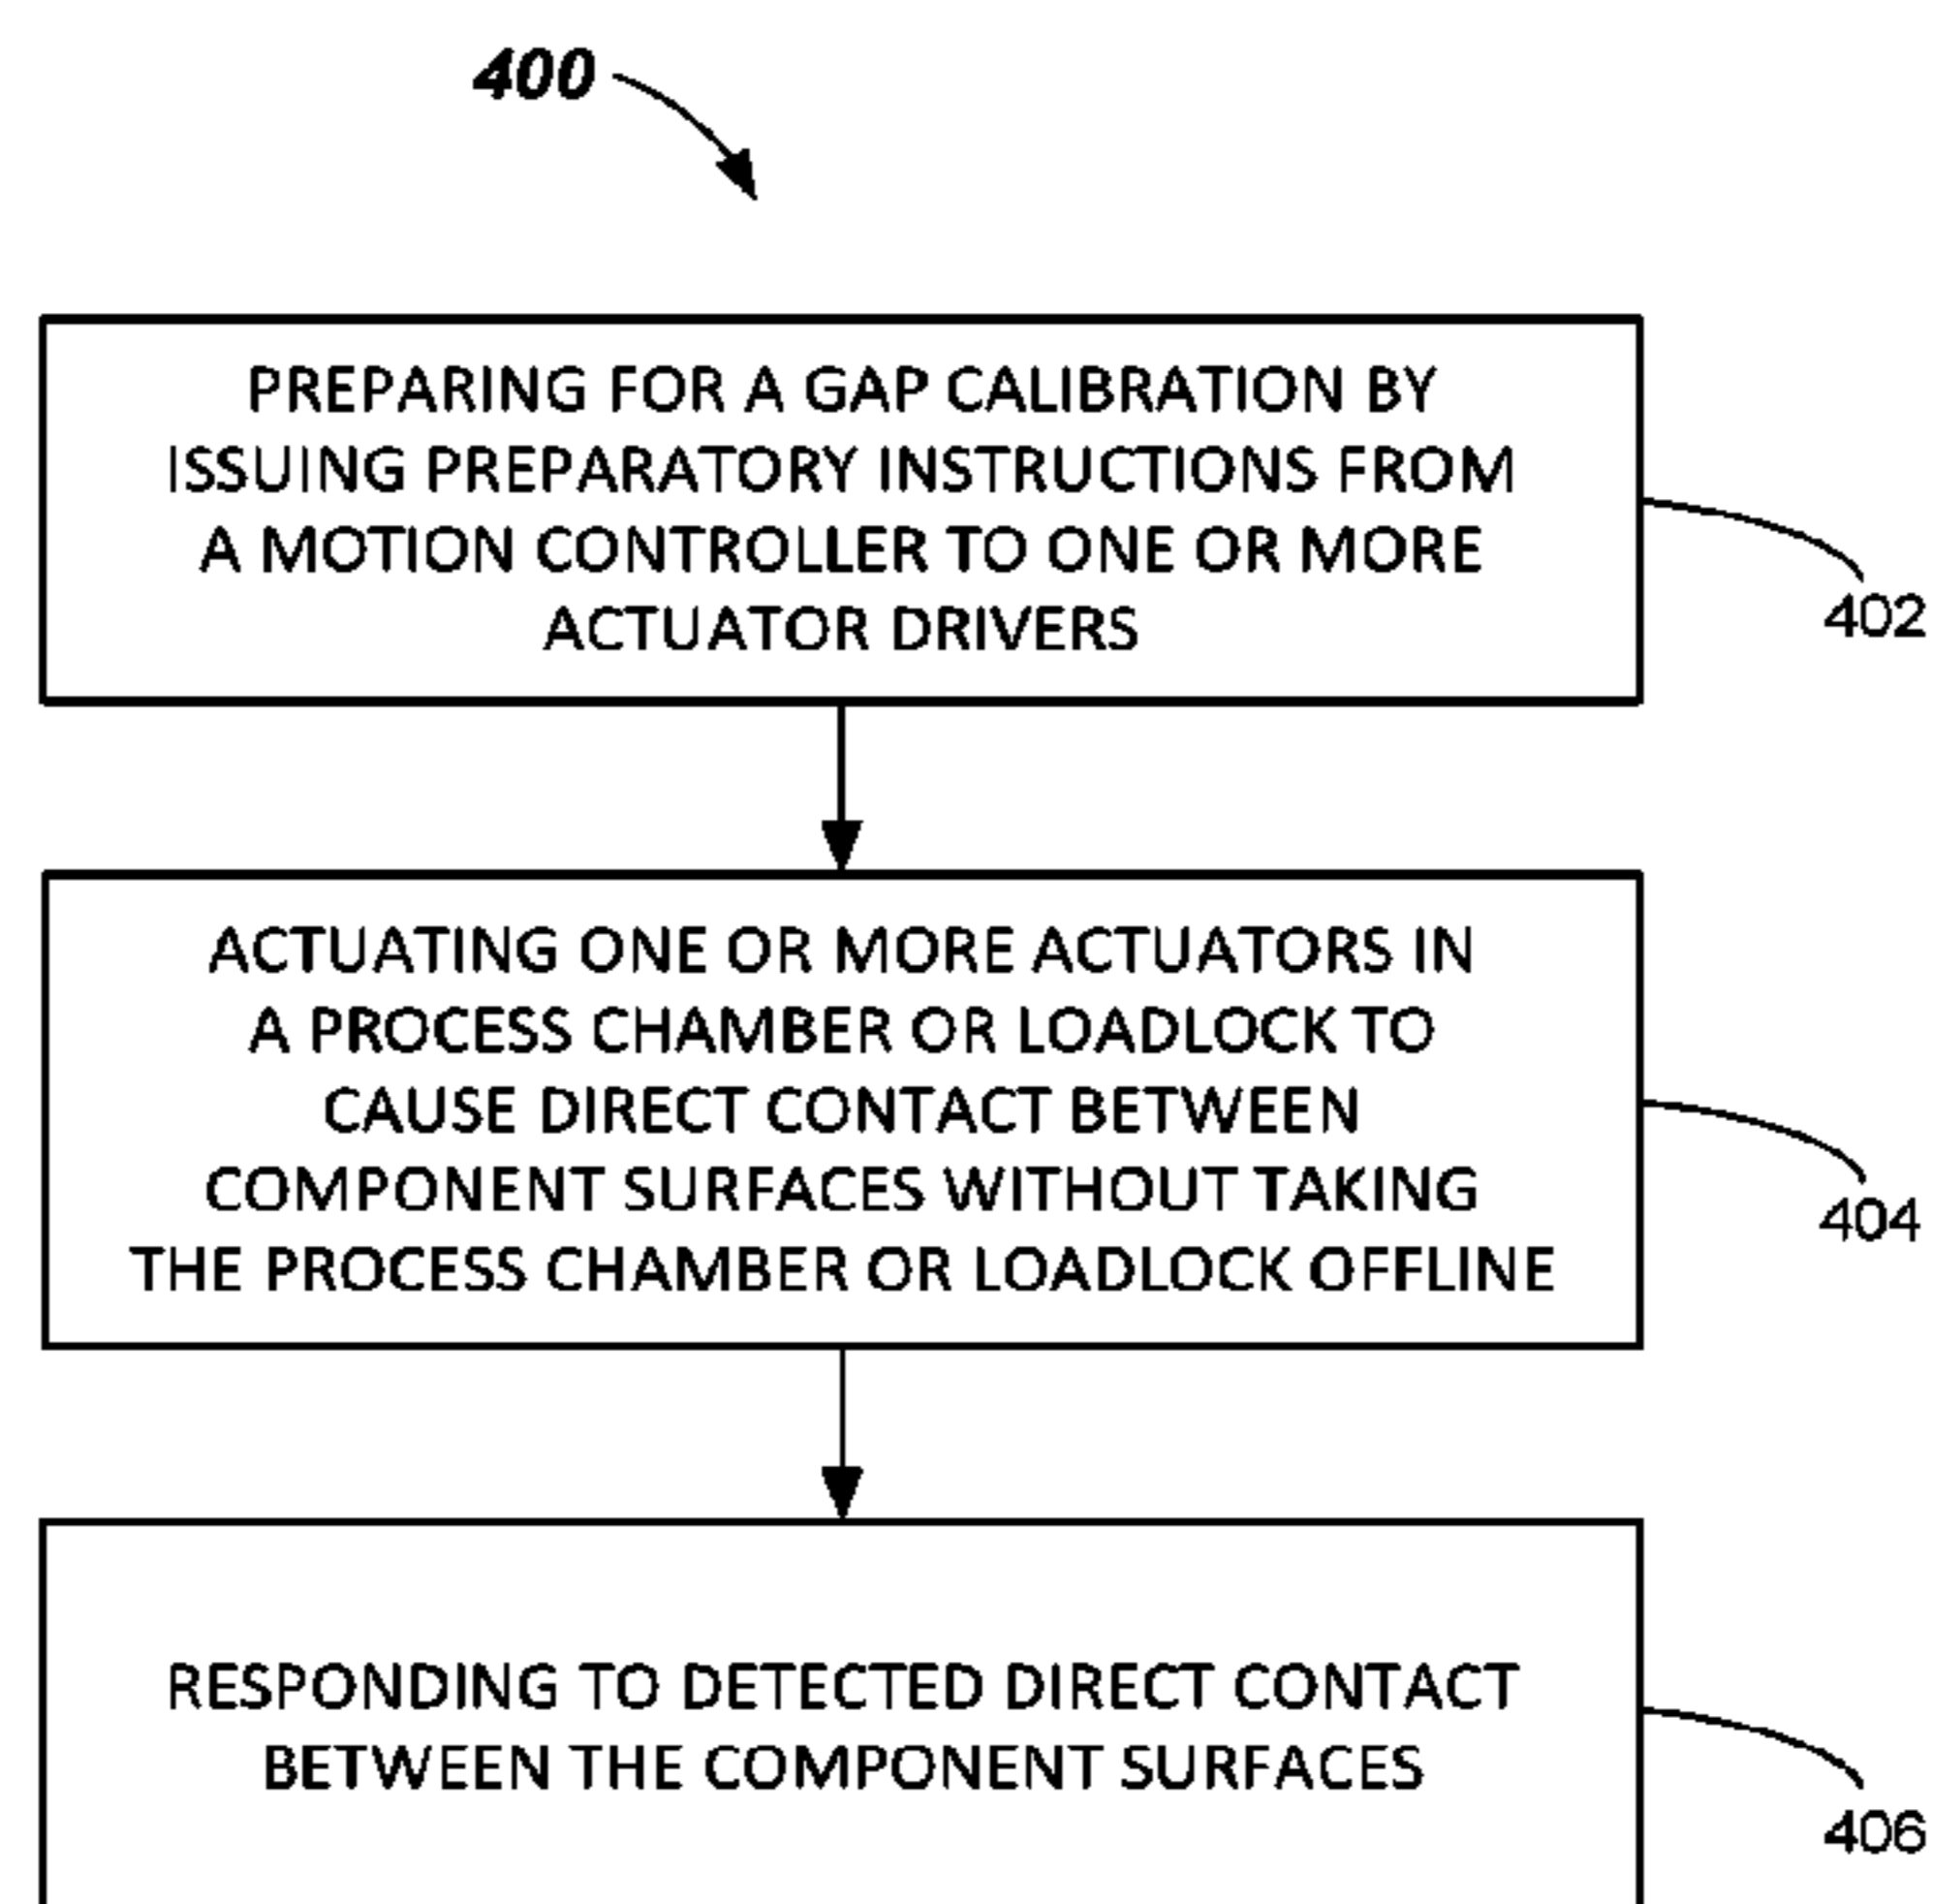 400
PREPARING FOR A GAP CALIBRATION BY
ISSUING PREPARATORY INSTRUCTIONS FROM
A MOTION CONTROLLER TO ONE OR MORE
ACTUATOR DRIVERS
402
ACTUATING ONE OR MORE ACTUATORS IN
A PROCESS CHAMBER OR LOADLOCK TO
CAUSE DIRECT CONTACT BETWEEN
COMPONENT SURFACES WITHOUT TAKING
THE PROCESS CHAMBER OR LOADLOCK OFFLINE
404
RESPONDING TO DETECTED DIRECT CONTACT
BETWEEN THE COMPONENT SURFACES
406